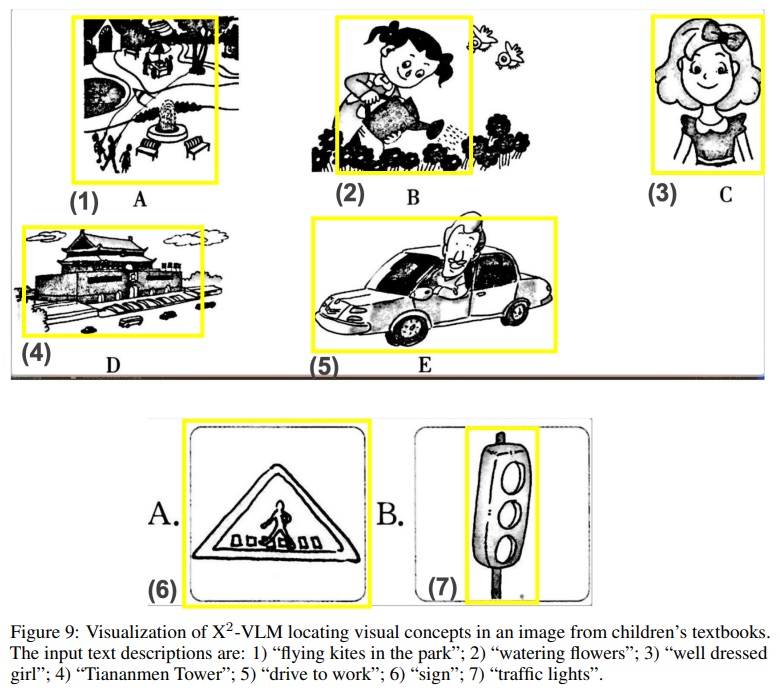 (1) A
(2) B
(3) C
(4) D
(5) E
A. B.
(6) (7)
Figure 9: Visualization of X²-VLM locating visual concepts in an image from children's textbooks.
The input text descriptions are: 1) “flying kites in the park”; 2) “watering flowers”; 3) “well dressed
girl”; 4) “Tiananmen Tower”; 5) “drive to work”; 6) “sign”; 7) “traffic lights”.